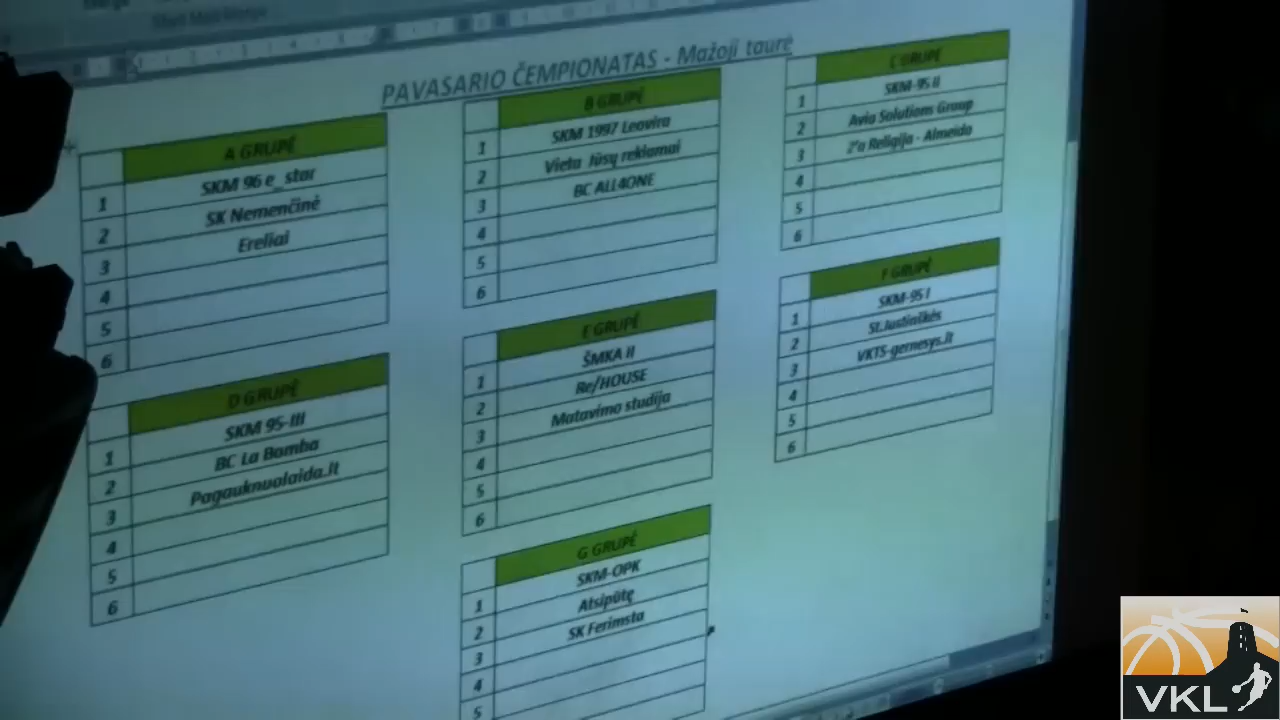 PAVASARIO ČEMPIONATAS - Mažoji taurė
A GRUPĖ
1 SKM 96 e_star
2 SK Nemenčinė
3 Ereliai
4
5
6
B GRUPĖ
1 SKM 1997 Leavira
2 Vieta Jūsų reklamai
3 BC ALL4ONE
4
5
6
C GRUPĖ
1 SKM-95 II
2 Avia Solutions Group
3 2'a Religija - Almeida
4
5
6
D GRUPĖ
1 SKM 95-III
2 BC La Bomba
3 Pagauknuolaida.lt
4
5
6
E GRUPĖ
1 ŠMKA II
2 Re/HOUSE
3 Matavimo studija
4
5
6
F GRUPĖ
1 SKM-95 I
2 St.Justiniškės
3 VKTS-gernesys.lt
4
5
6
G GRUPĖ
1 SKM-OPK
2 Atsipūtę
3 SK Ferimsta
4
5
VKL